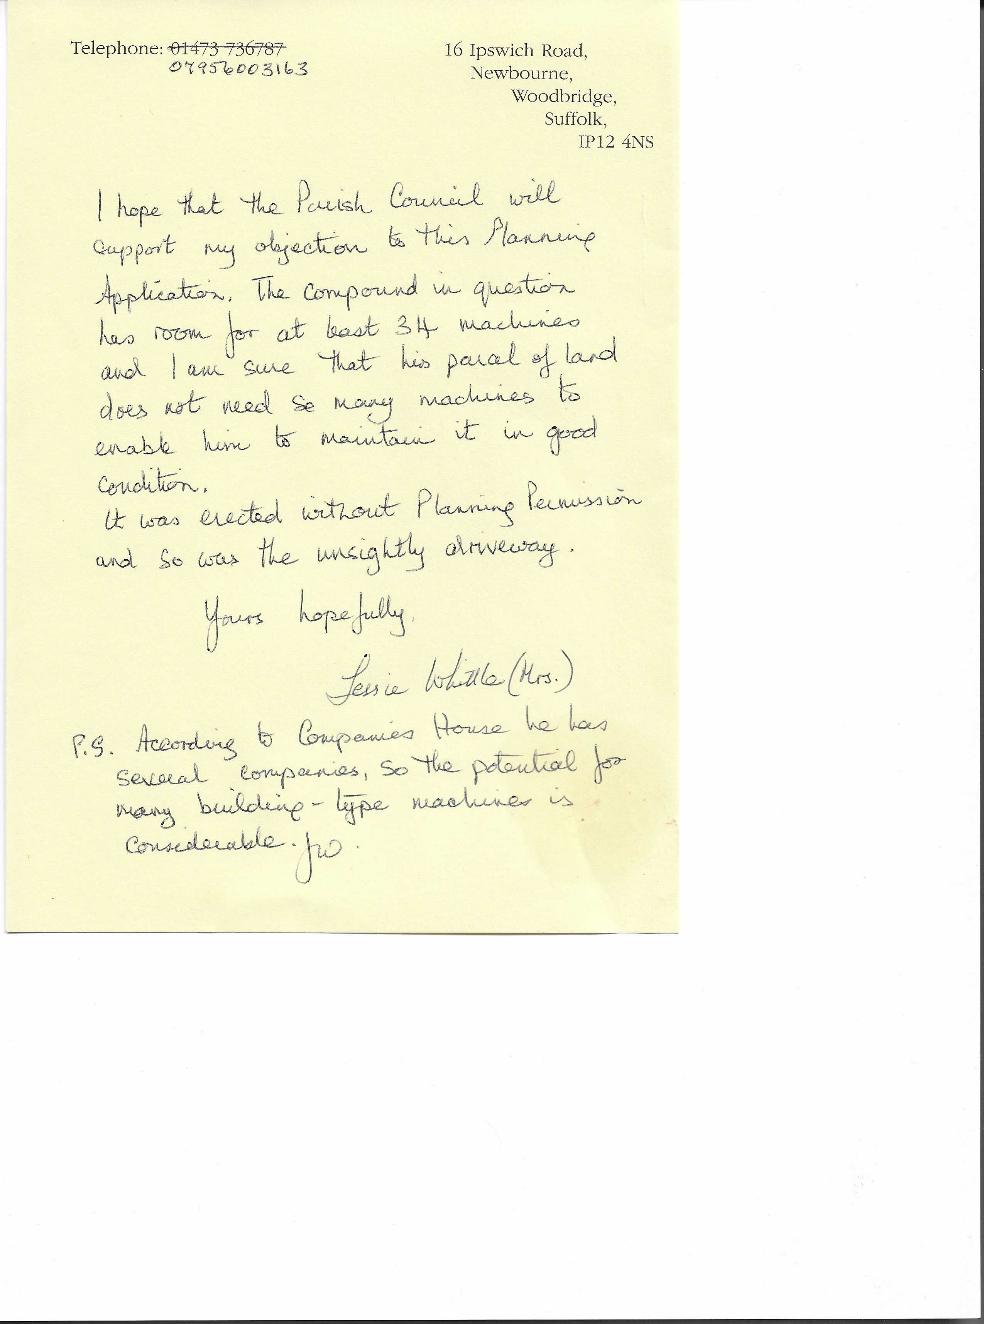 Telephone: 01473 736787
07956003163
16 Ipswich Road,
Newbourne,
Woodbridge,
Suffolk,
IP12 4NS
I hope that the Parish Council will
support my objection to this Planning
Application. The compound in question
has room for at least 34 machines
and I am sure that his parcal of land
does not need so many machines to
enable him to maintain it in good
condition.
It was erected without Planning Permission
and so was the unsightly driveway.
Yours hopefully,
Jessie Whittle (Mrs.)
P.S. According to Companies House he has
several companies, so the potential for
many building-type machines is
considerable. JW.